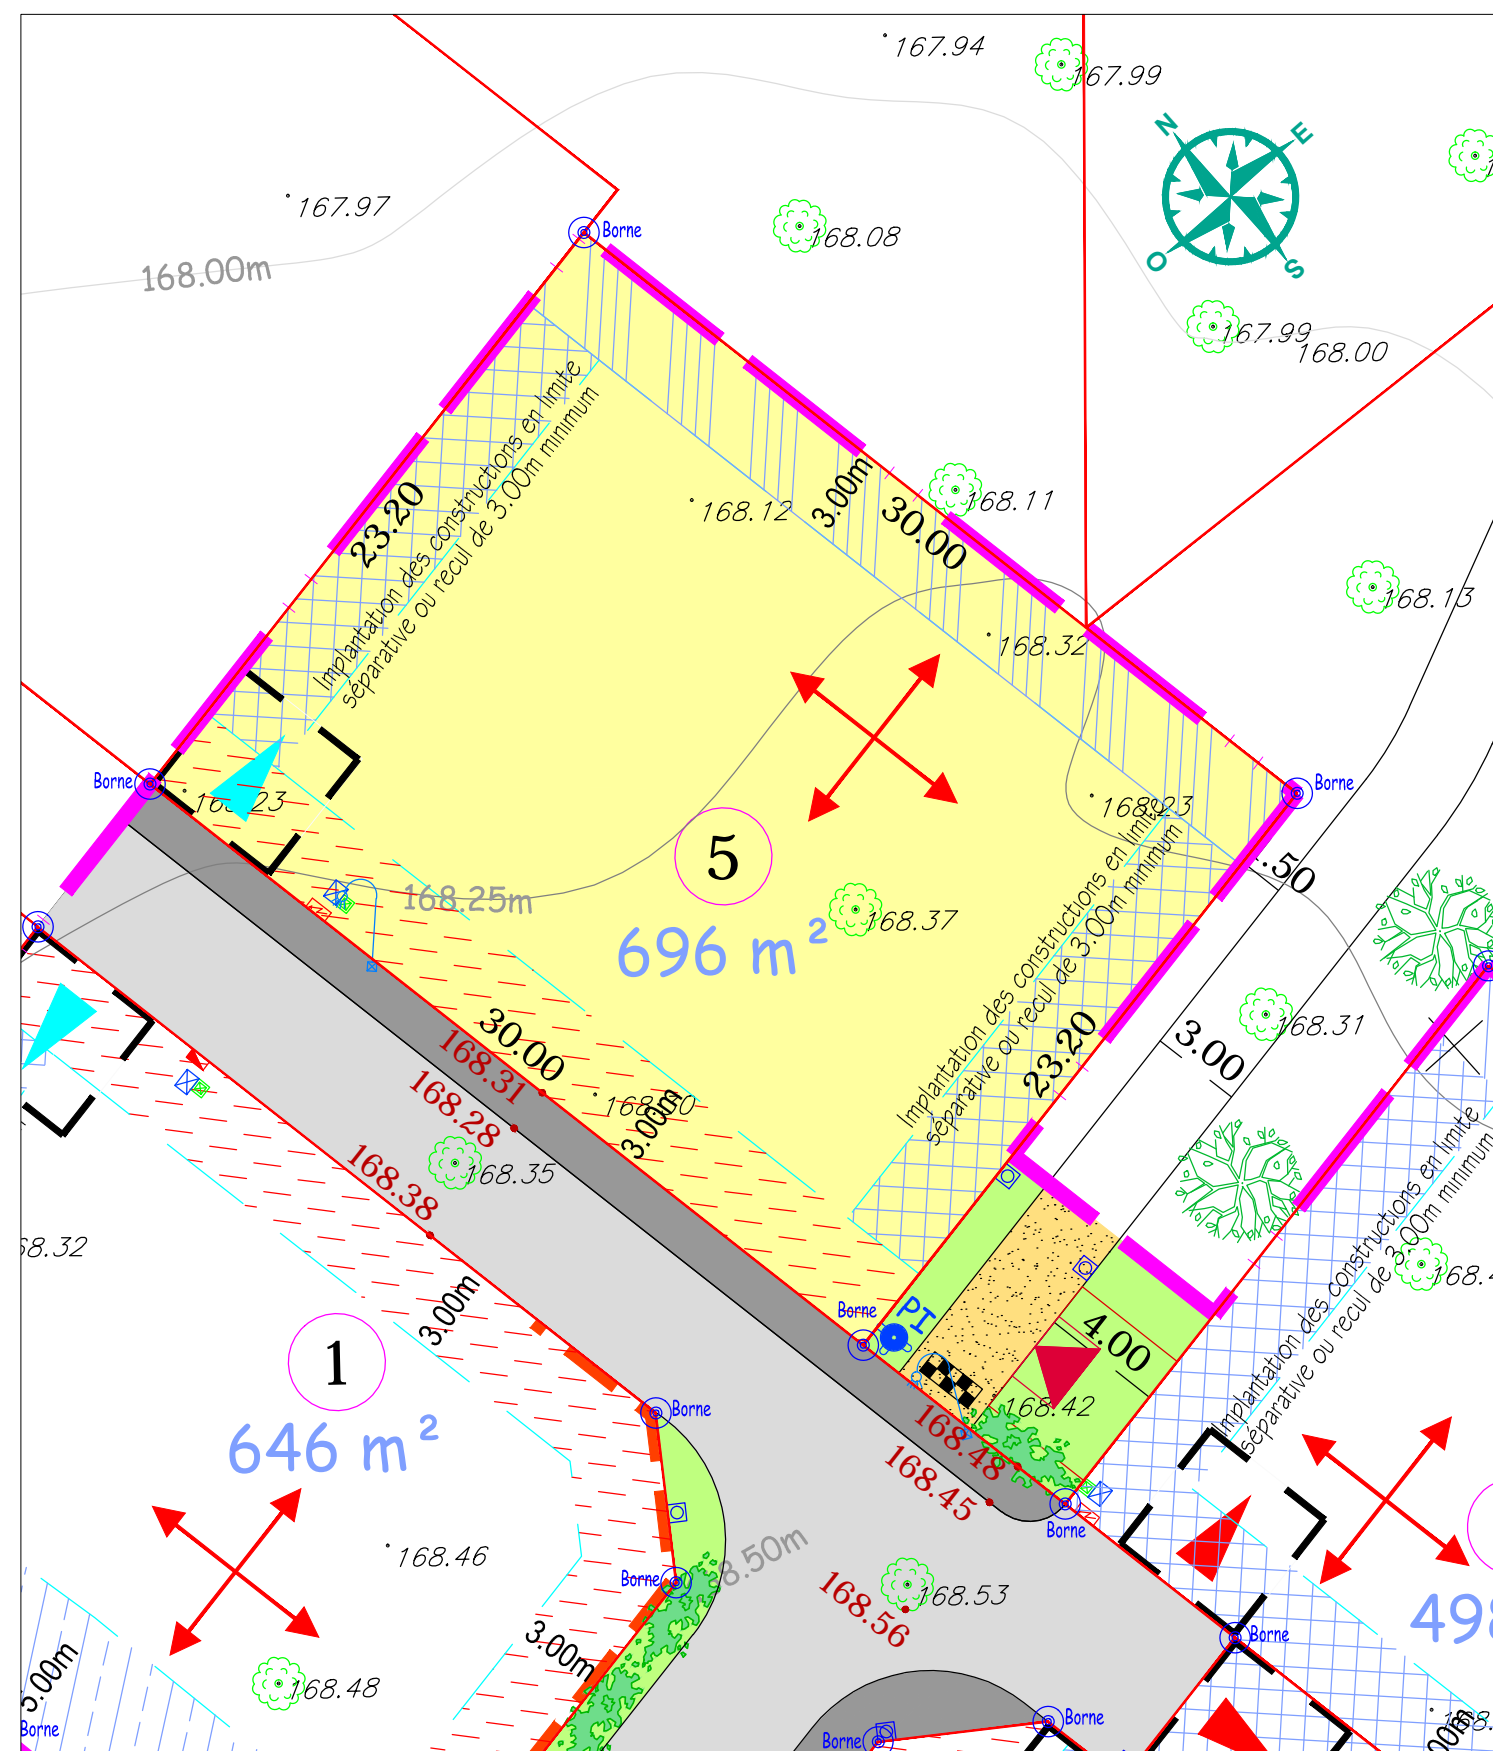 167.94
167.99
N
E
O
S
167.97
Borne
168.08
168.00m
167.99
168.00
Implantation des constructions en limite
séparative ou recul de 3.00m minimum
23.20
168.12
3.00m
30.00
168.11
168.13
168.32
Borne
Borne
168.23
.50
5
696 m²
168.25m
168.37
Implantation des constructions en limite
séparative ou recul de 3.00m minimum
23.20
3.00
168.31
30.00
168.31
168.28
3.00m
168.35
168.38
68.32
3.00m
1
646 m²
Borne
PI
4.00
Borne
168.42
168.48
168.45
Borne
Implantation des constructions en limite
séparative ou recul de 3.00m minimum
168.46
8.50m
Borne
168.53
168.56
3.00m
168.48
5.00m
Borne
Borne
Borne
Borne
498